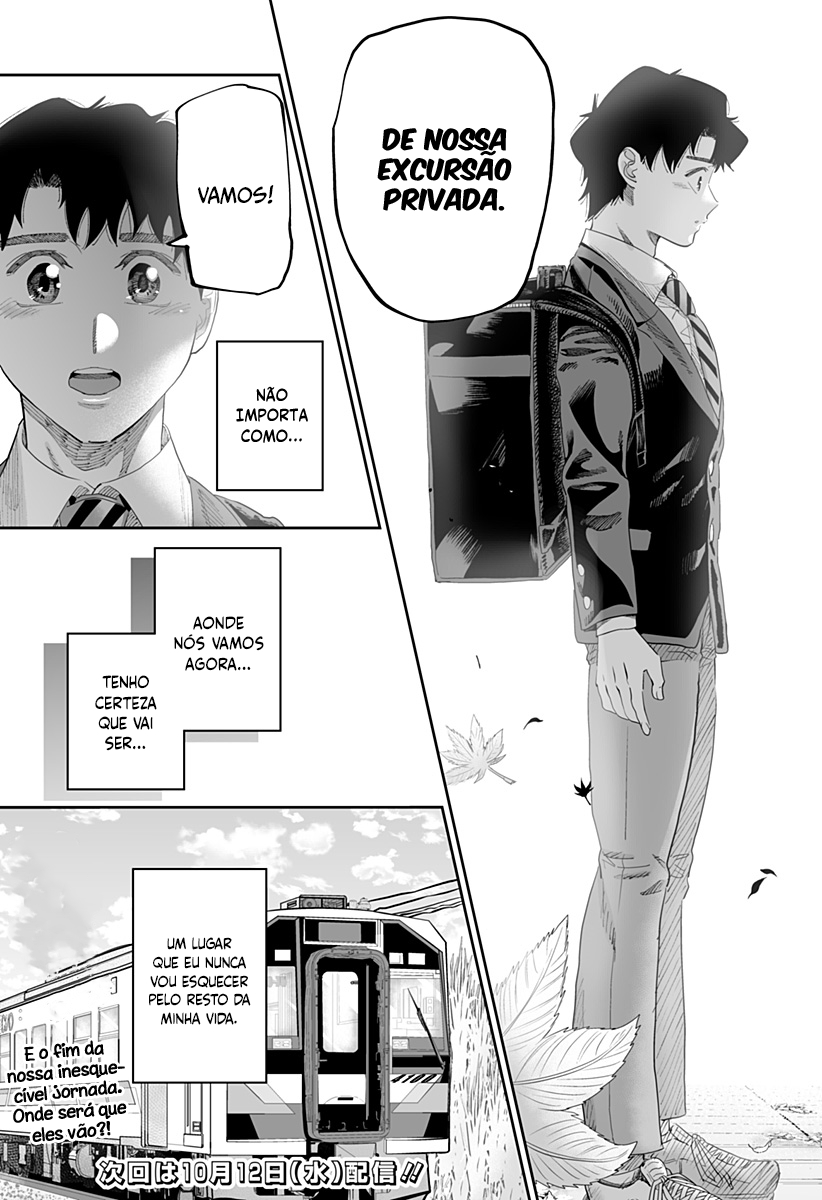 DE NOSSA
EXCURSÃO
PRIVADA.
VAMOS!
NÃO
IMPORTA
COMO...
AONDE
NÓS VAMOS
AGORA...
TENHO
CERTEZA
QUE VAI
SER...
UM LUGAR
QUE EU NUNCA
VOU ESQUECER
PELO RESTO DA
MINHA VIDA.
E o fim da
nossa inesque-
cível jornada.
Onde será que
eles vão?!
次回は10月12日(水)配信!!